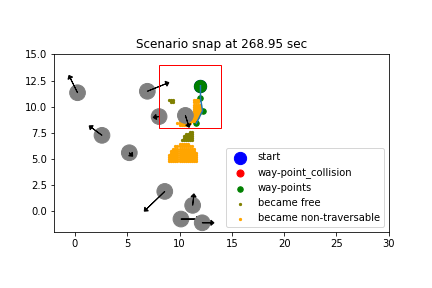 Scenario snap at 268.95 sec
15.0
12.5
10.0
7.5
5.0
2.5
0.0
0 5 10 15 20 25 30
start
way-point_collision
way-points
became free
became non-traversable